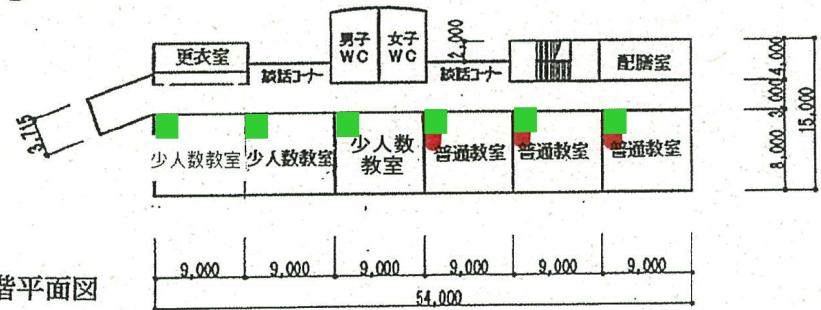 更衣室
男子
WC
女子
WC
2,000
談話コーナー
談話コーナー
配膳室
3,715
少人数教室
少人数教室
少人数
教室
普通教室
普通教室
普通教室
4,000
3,000
8,000
15,000
9,000
9,000
9,000
9,000
9,000
9,000
54,000
階平面図